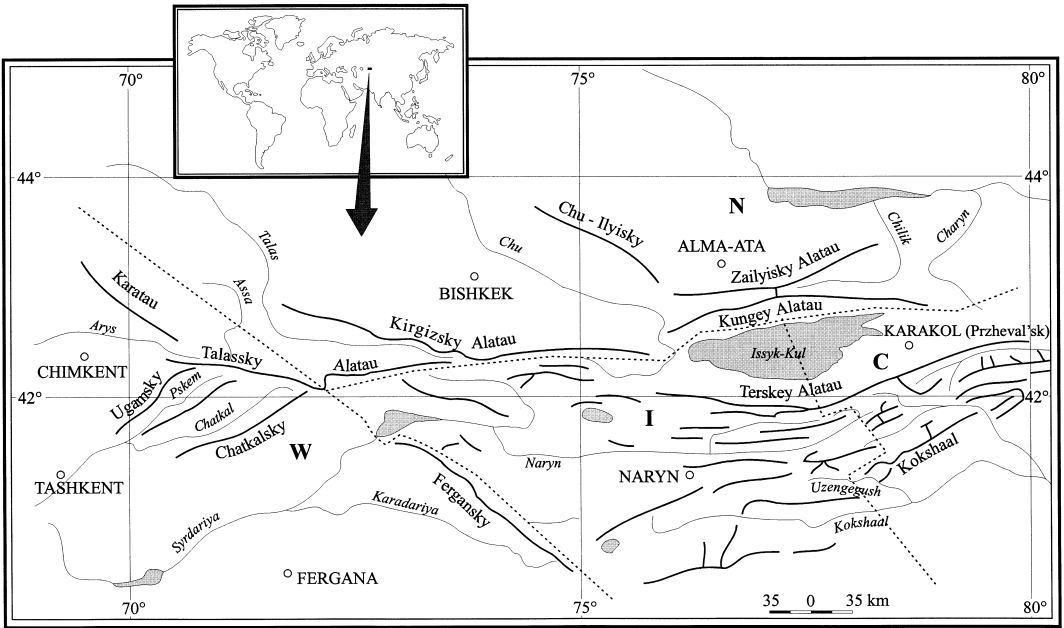 70°
75°
80°
44°
44°
N
Chu - Ilyisky
Chilik
Charyn
Talas
Chu
ALMA-ATA
Zailyisky Alatau
Karatau
Assa
BISHKEK
Kungey Alatau
Arys
Kirgizsky Alatau
KARAKOL (Przheval'sk)
Issyk-Kul
CHIMKENT
Talassky Alatau
C
Ugamsky
Pskem
Terskey Alatau
42°
42°
Chatkal
I
Chatkalsky
W
Naryn
Kokshaal
TASHKENT
NARYN
Fergansky
Uzengegush
Karadariya
Syrdariya
Kokshaal
FERGANA
70°
75°
80°
35 0 35 km